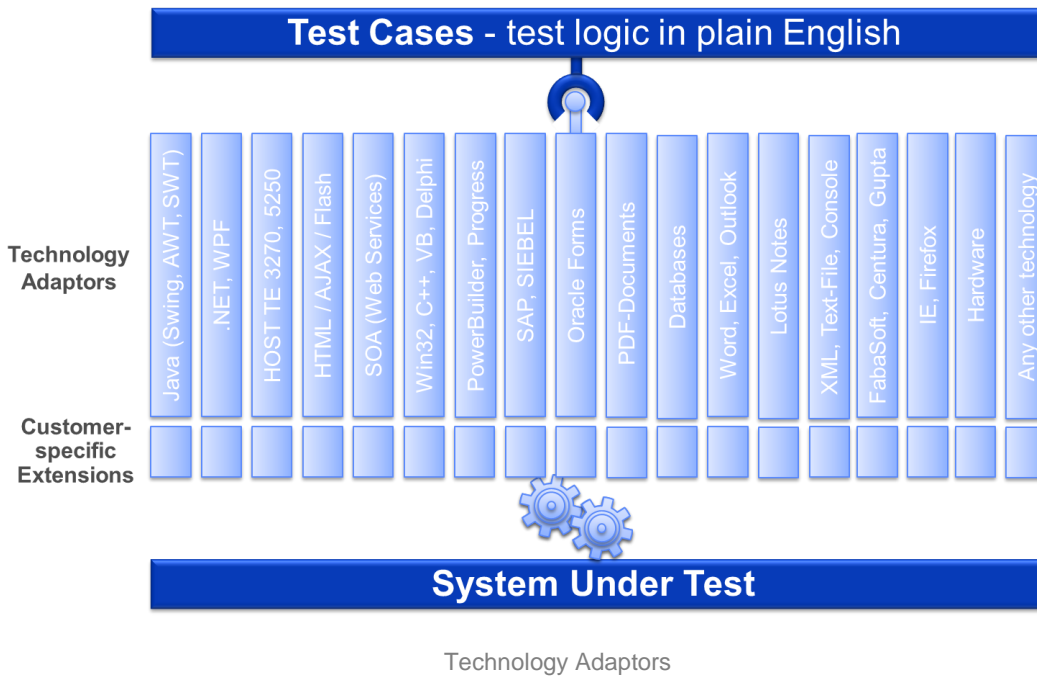 Test Cases - test logic in plain English
Technology
Adaptors
Java (Swing, AWT, SWT)
.NET, WPF
HOST TE 3270, 5250
HTML / AJAX / Flash
SOA (Web Services)
Win32, C++, VB, Delphi
PowerBuilder, Progress
SAP, SIEBEL
Oracle Forms
PDF-Documents
Databases
Word, Excel, Outlook
Lotus Notes
XML, Text-File, Console
FabaSoft, Centura, Gupta
IE, Firefox
Hardware
Any other technology
Customer-
specific
Extensions
System Under Test
Technology Adaptors